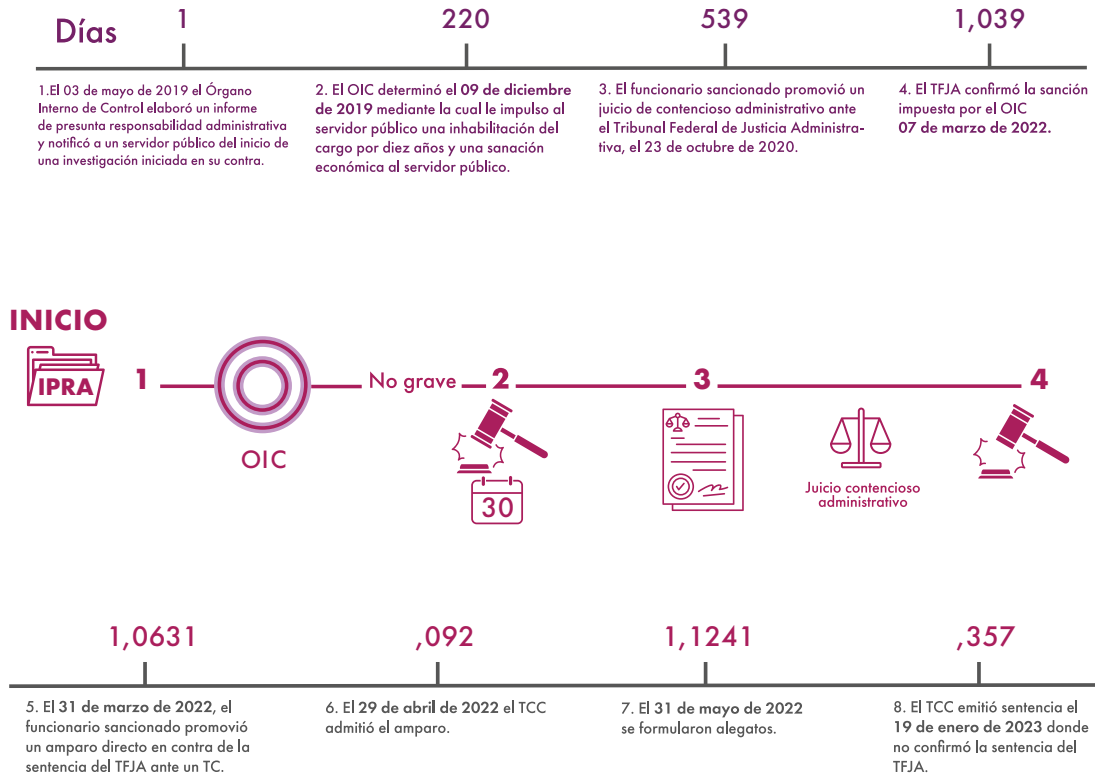 Días
1
220
539
1,039
1.El 03 de mayo de 2019 el Órgano
Interno de Control elaboró un informe
de presunta responsabilidad administrativa
y notificó a un servidor público del inicio de
una investigación iniciada en su contra.
2. El OIC determinó el 09 de diciembre
de 2019 mediante la cual le impulso al
servidor público una inhabilitación del
cargo por diez años y una sanación
económica al servidor público.
3. El funcionario sancionado promovió un
juicio de contencioso administrativo ante
el Tribunal Federal de Justicia Administra-
tiva, el 23 de octubre de 2020.
4. El TFJA confirmó la sanción
impuesta por el OIC
07 de marzo de 2022.
INICIO
IPRA
1
OIC
No grave
2
30
3
Juicio contencioso
administrativo
4
1,0631
,092
1,1241
,357
5. El 31 de marzo de 2022, el
funcionario sancionado promovió
un amparo directo en contra de la
sentencia del TFJA ante un TC.
6. El 29 de abril de 2022 el TCC
admitió el amparo.
7. El 31 de mayo de 2022
se formularon alegatos.
8. El TCC emitió sentencia el
19 de enero de 2023 donde
no confirmó la sentencia del
TFJA.